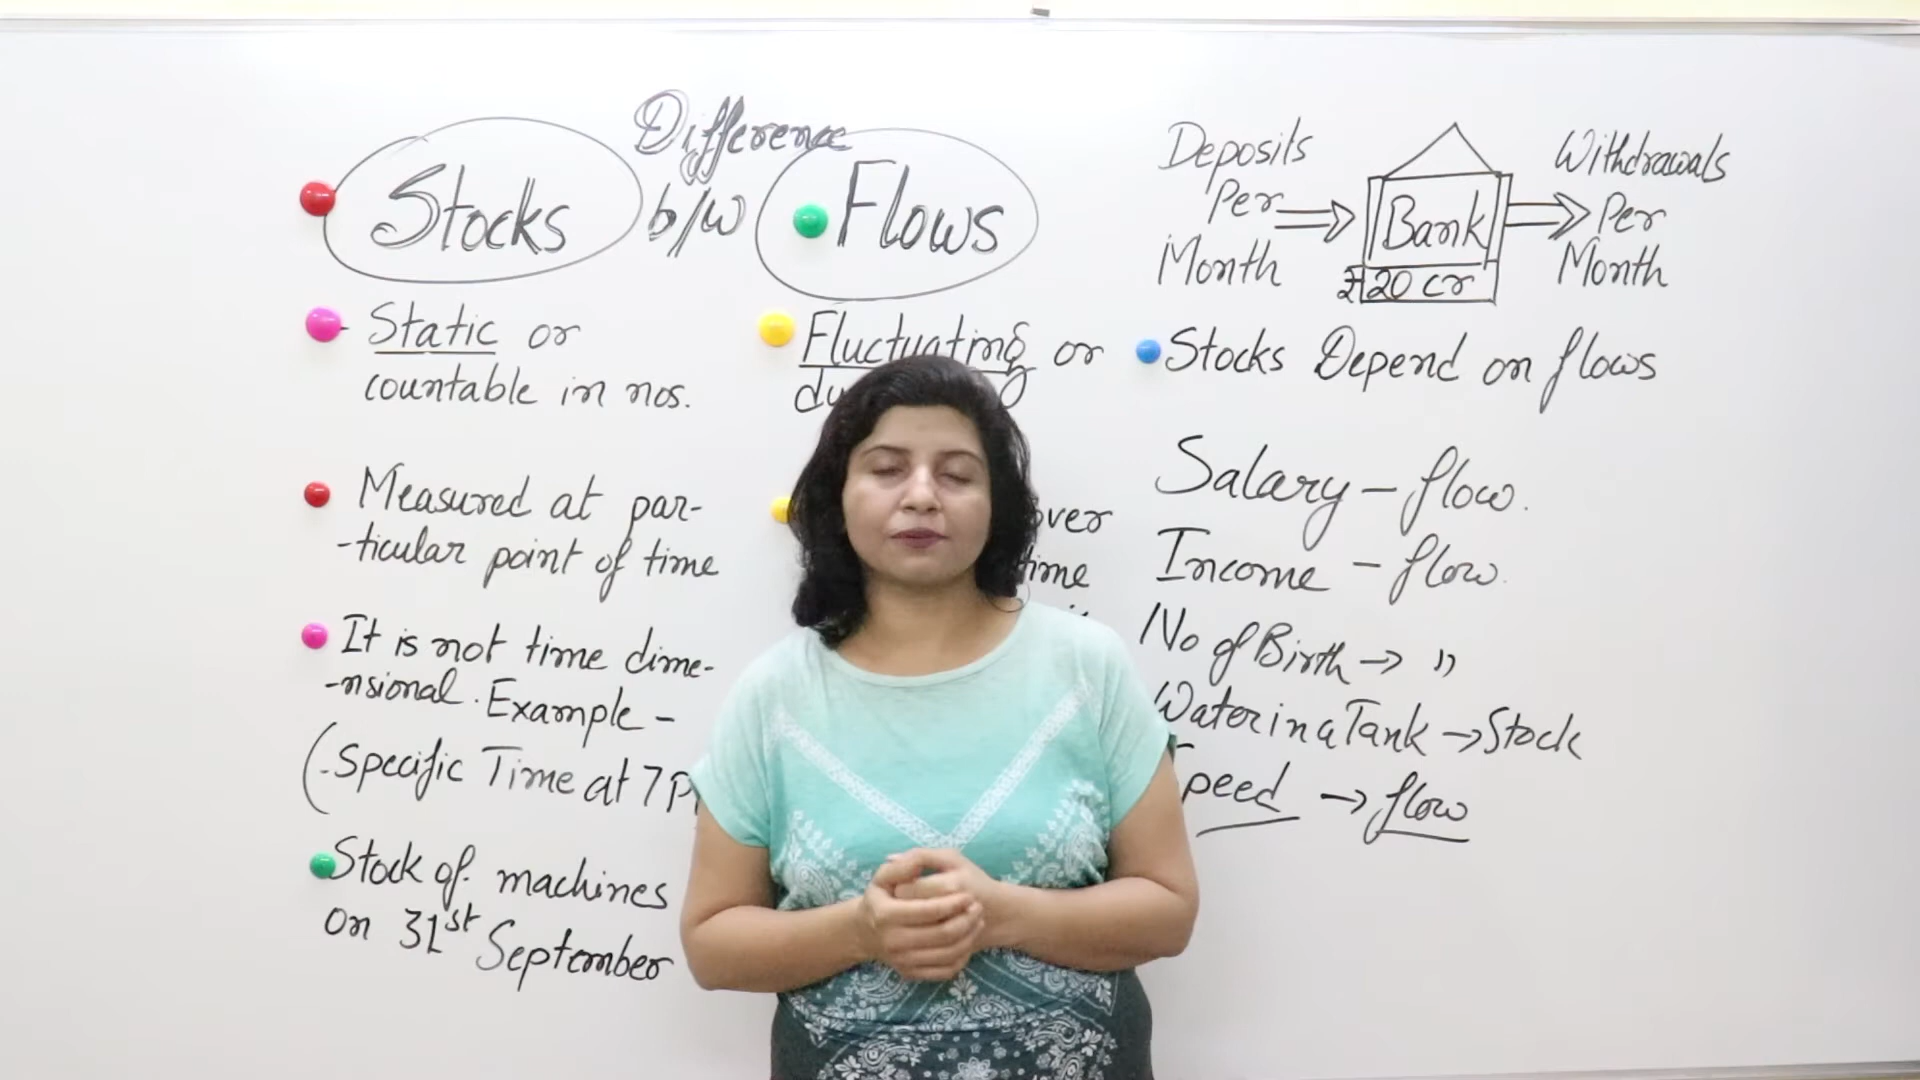 Difference
b/w
Stocks
Static or
countable in nos.
Measured at par-
-ticular point of time
It is not time dime-
-nsional. Example -
(-Specific Time at 7
Stock of machines
on 31st September
Flows
Fluctuating or
over
time
Deposits
Per
Month
Bank
₹20 cr
Withdrawals
Per
Month
Stocks Depend on flows
Salary - flow.
Income - flow.
No of Birth → "
Water in a Tank → Stock
→ flow